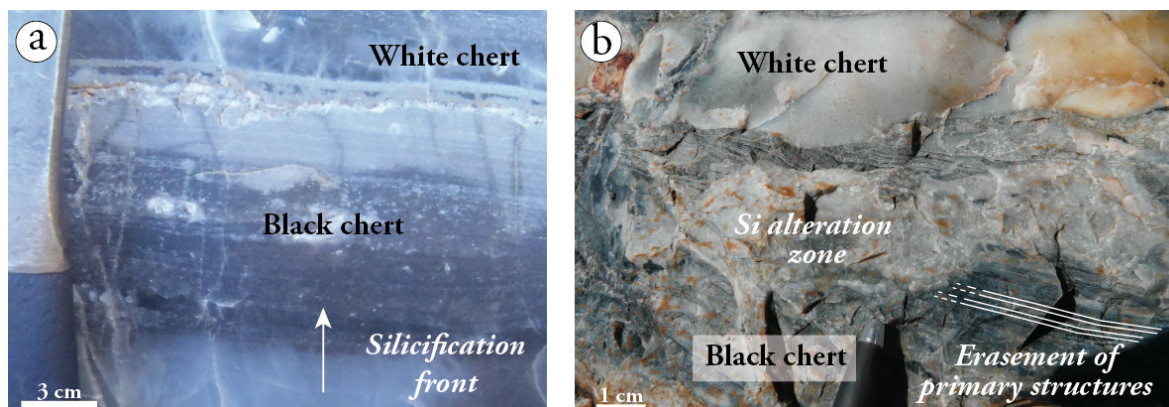 a
White chert
Black chert
Silicification
front
3 cm
b
White chert
Si alteration
zone
Black chert
Erasement of
primary structures
1 cm